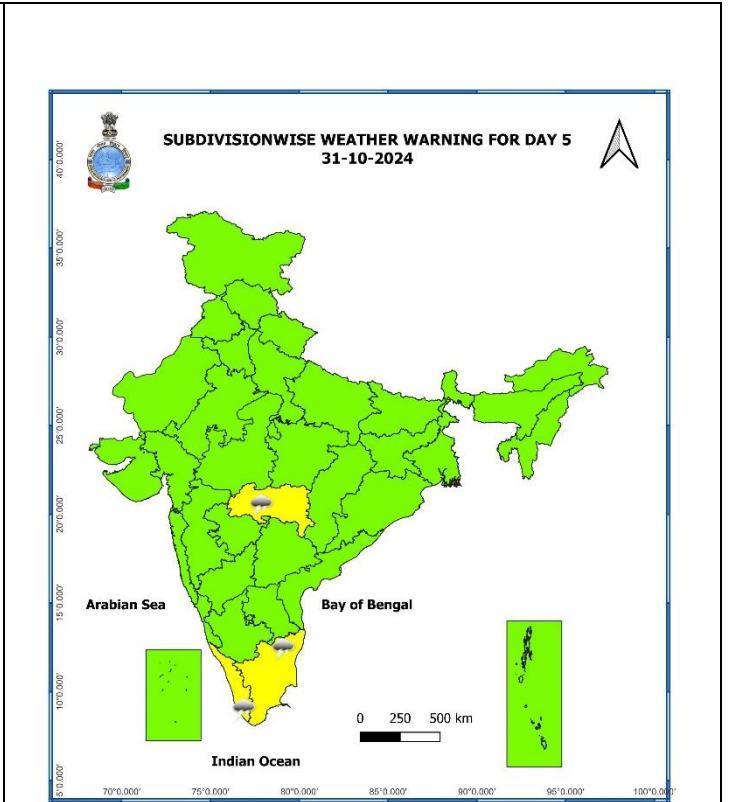 SUBDIVISIONWISE WEATHER WARNING FOR DAY 5
31-10-2024
40°0.000'
35°0.000'
30°0.000'
25°0.000'
20°0.000'
15°0.000'
10°0.000'
5°0.000'
Arabian Sea
Bay of Bengal
0 250 500 km
Indian Ocean
70°0.000' 75°0.000' 80°0.000' 85°0.000' 90°0.000' 95°0.000' 100°0.000'